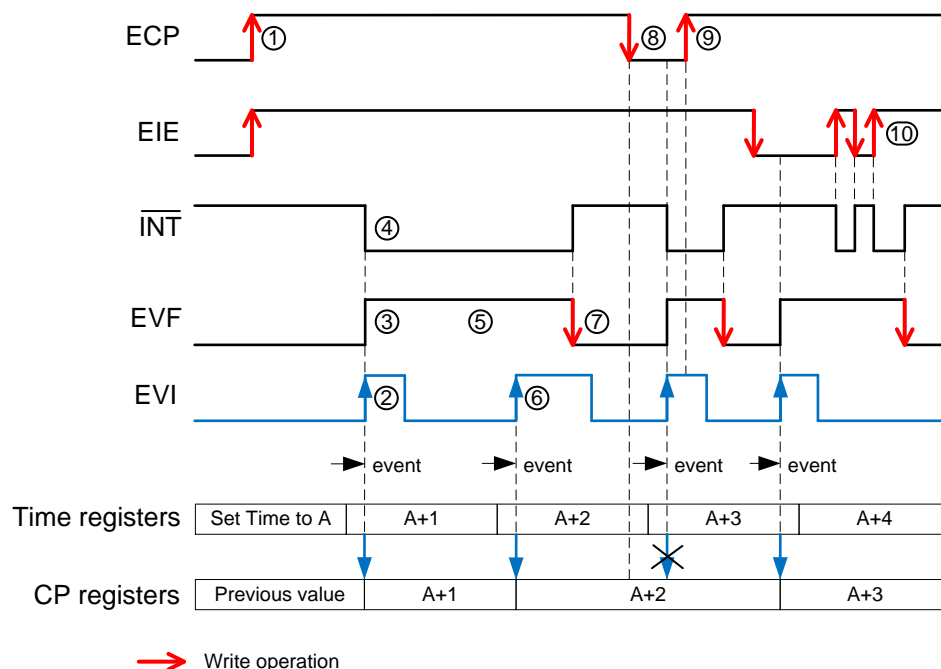 ECP ① ⑧ ⑨
EIE ⑩
INT ④
EVF ③ ⑤ ⑦
EVI ② ⑥
event event event event
Time registers Set Time to A A+1 A+2 A+3 A+4
CP registers Previous value A+1 A+2 A+3
Write operation